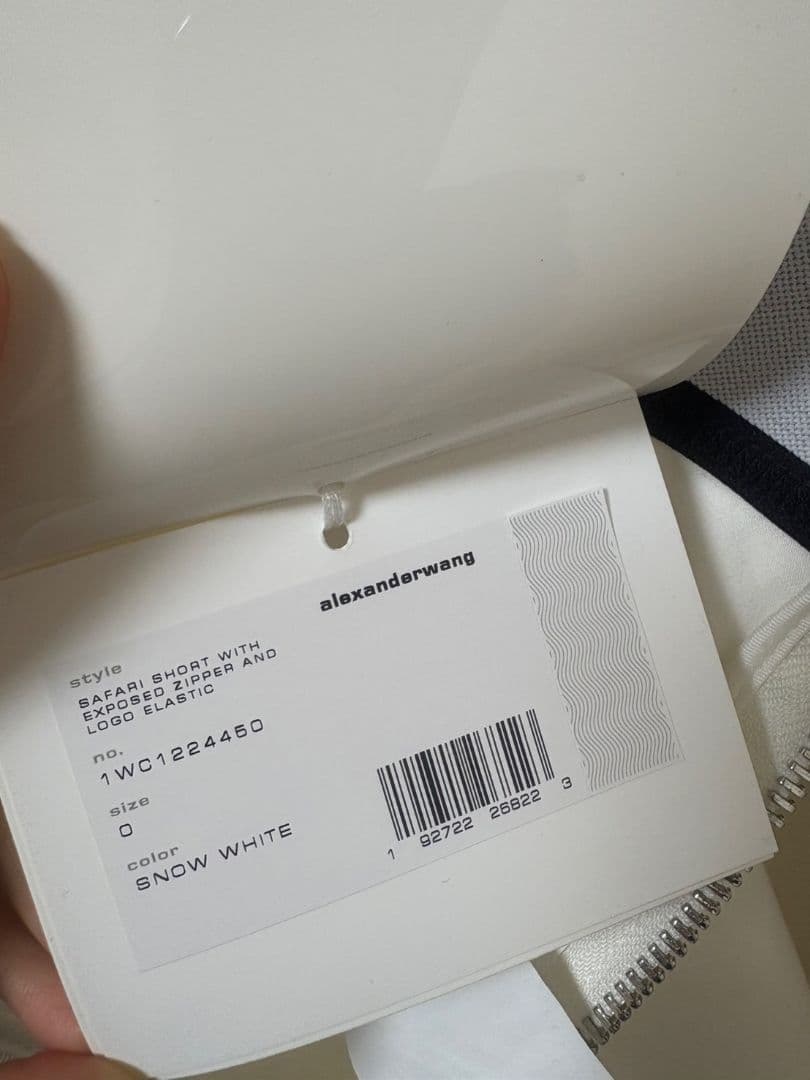 alexanderwang
style
SAFARI SHORT WITH
EXPOSED ZIPPER AND
LOGO ELASTIC
no.
1WC1224450
size
0
color
SNOW WHITE
1 92722 26822 3